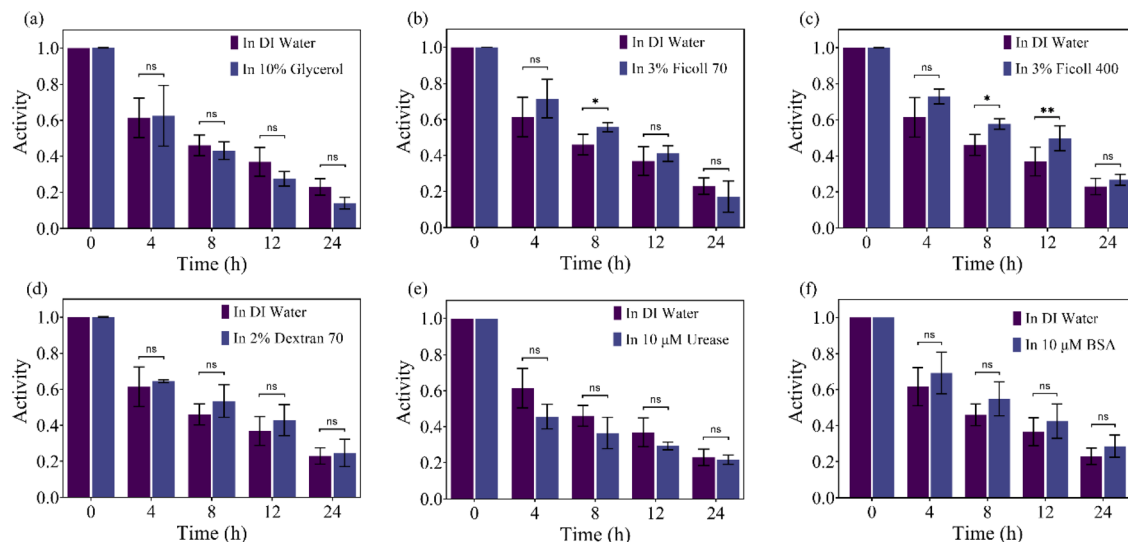 (a)
In DI Water
In 10% Glycerol
Activity
1.0
0.8
0.6
0.4
0.2
0.0
ns
ns
ns
ns
0 4 8 12 24
Time (h)
(b)
In DI Water
In 3% Ficoll 70
Activity
1.0
0.8
0.6
0.4
0.2
0.0
ns
*
ns
ns
0 4 8 12 24
Time (h)
(c)
In DI Water
In 3% Ficoll 400
Activity
1.0
0.8
0.6
0.4
0.2
0.0
ns
*
**
ns
0 4 8 12 24
Time (h)
(d)
In DI Water
In 2% Dextran 70
Activity
1.0
0.8
0.6
0.4
0.2
0.0
ns
ns
ns
ns
0 4 8 12 24
Time (h)
(e)
In DI Water
In 10 μM Urease
Activity
1.0
0.8
0.6
0.4
0.2
0.0
ns
ns
ns
ns
0 4 8 12 24
Time (h)
(f)
In DI Water
In 10 μM BSA
Activity
1.0
0.8
0.6
0.4
0.2
0.0
ns
ns
ns
ns
0 4 8 12 24
Time (h)